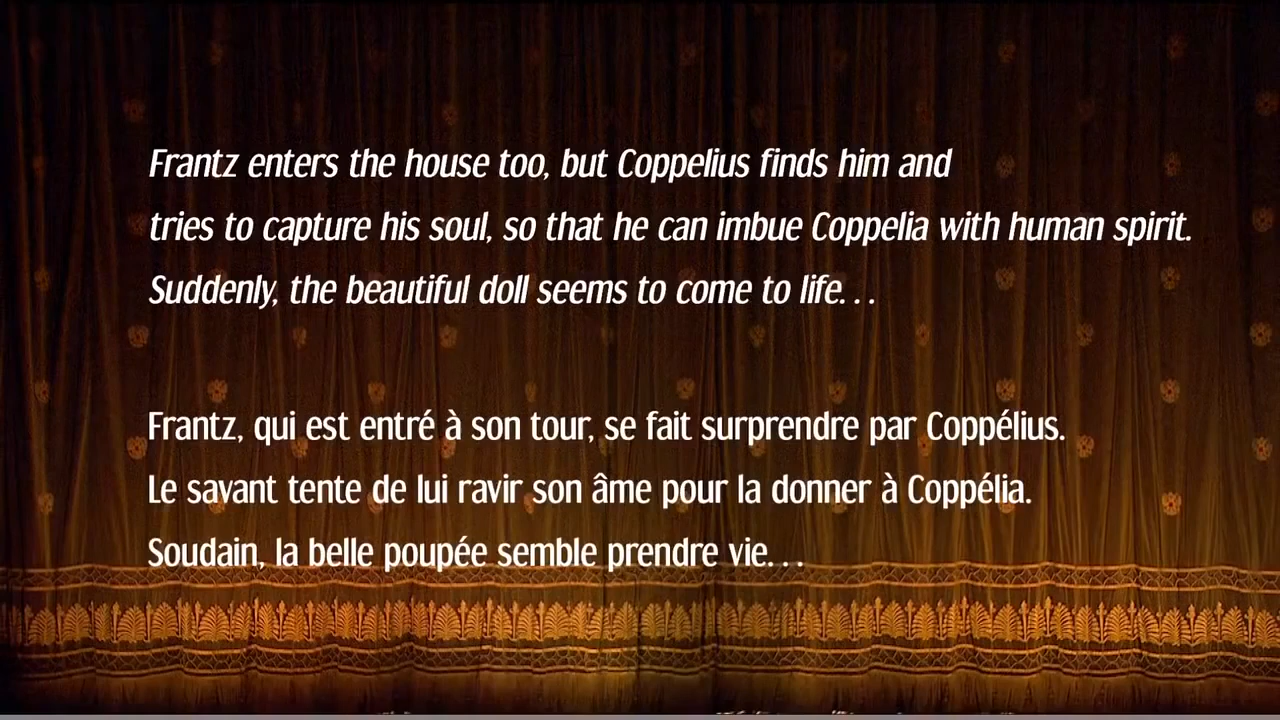 Frantz enters the house too, but Coppelius finds him and
tries to capture his soul, so that he can imbue Coppelia with human spirit.
Suddenly, the beautiful doll seems to come to life...
Frantz, qui est entré à son tour, se fait surprendre par Coppélius.
Le savant tente de lui ravir son âme pour la donner à Coppélia.
Soudain, la belle poupée semble prendre vie...